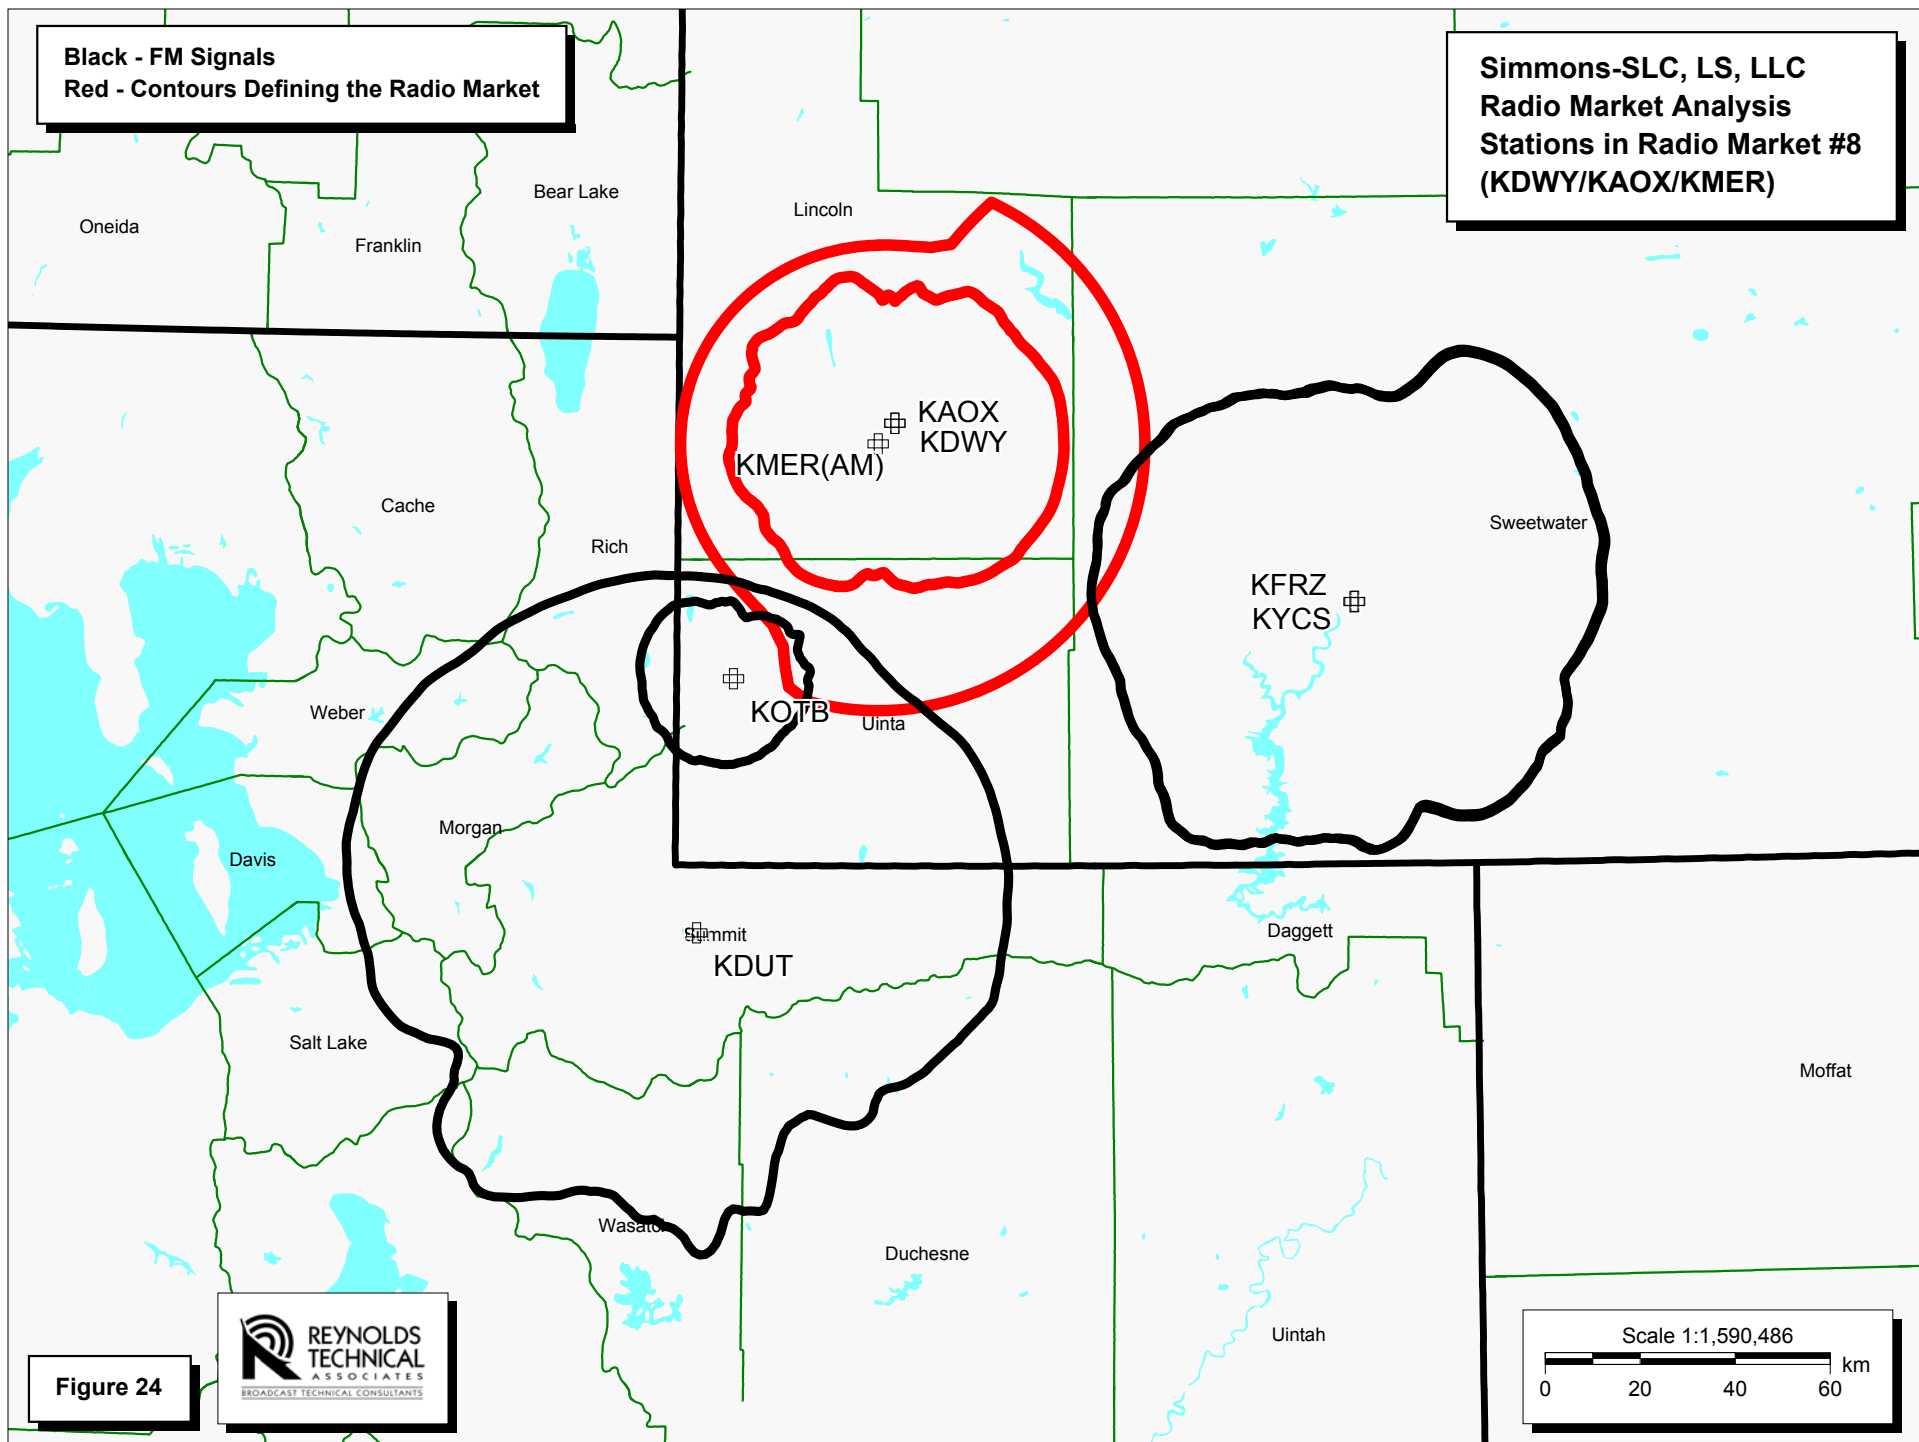 Black - FM Signals
Red - Contours Defining the Radio Market
Simmons-SLC, LS, LLC
Radio Market Analysis
Stations in Radio Market #8
(KDWY/KAOX/KMER)
Oneida
Franklin
Bear Lake
Lincoln
KAOX
KDWY
KMER(AM)
Cache
Rich
Sweetwater
KFRZ
KYCS
Weber
KOTB
Uinta
Morgan
Davis
Summit
KDUT
Daggett
Salt Lake
Moffat
Wasatch
Duchesne
Uintah
Figure 24
REYNOLDS
TECHNICAL
ASSOCIATES
BROADCAST TECHNICAL CONSULTANTS
Scale 1:1,590,486
km
0 20 40 60